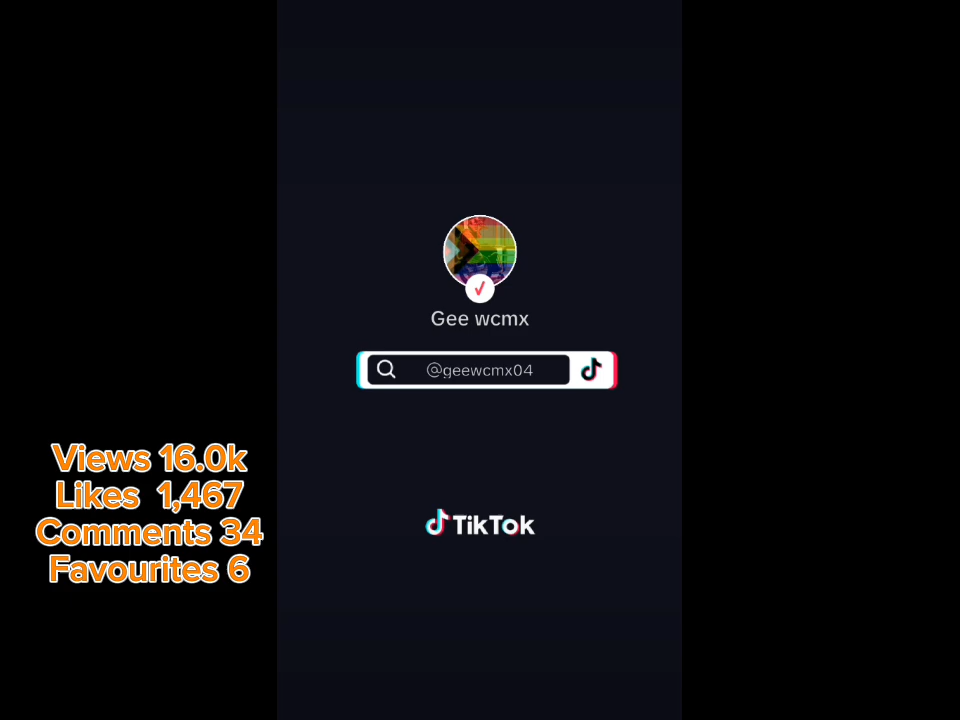 Gee wcmx
@geewcmx04
Views 16.0k
Likes 1,467
Comments 34
Favourites 6
TikTok